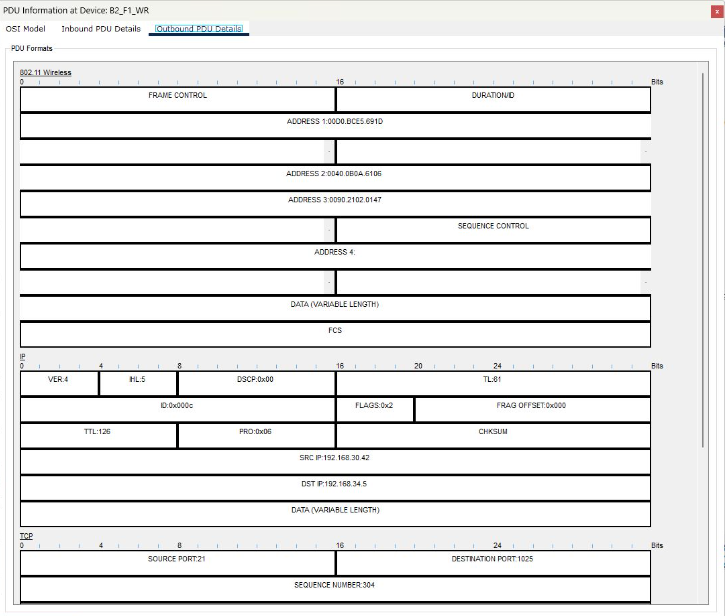 PDU Information at Device: B2_F1_WR x
OSI Model Inbound PDU Details Outbound PDU Details
PDU Formats
802.11 Wireless
0 16 Bits
FRAME CONTROL DURATION/ID
ADDRESS 1:00D0.BCE5.691D
ADDRESS 2:0040.0B0A.6106
ADDRESS 3:0090.2102.0147
SEQUENCE CONTROL
ADDRESS 4:
DATA (VARIABLE LENGTH)
FCS
IP
0 4 8 16 20 24 Bits
VER:4 IHL:5 DSCP:0x00 TL:61
ID:0x000c FLAGS:0x2 FRAG OFFSET:0x000
TTL:126 PRO:0x06 CHKSUM
SRC IP:192.168.30.42
DST IP:192.168.34.5
DATA (VARIABLE LENGTH)
TCP
0 4 8 16 24 Bits
SOURCE PORT:21 DESTINATION PORT:1025
SEQUENCE NUMBER:304